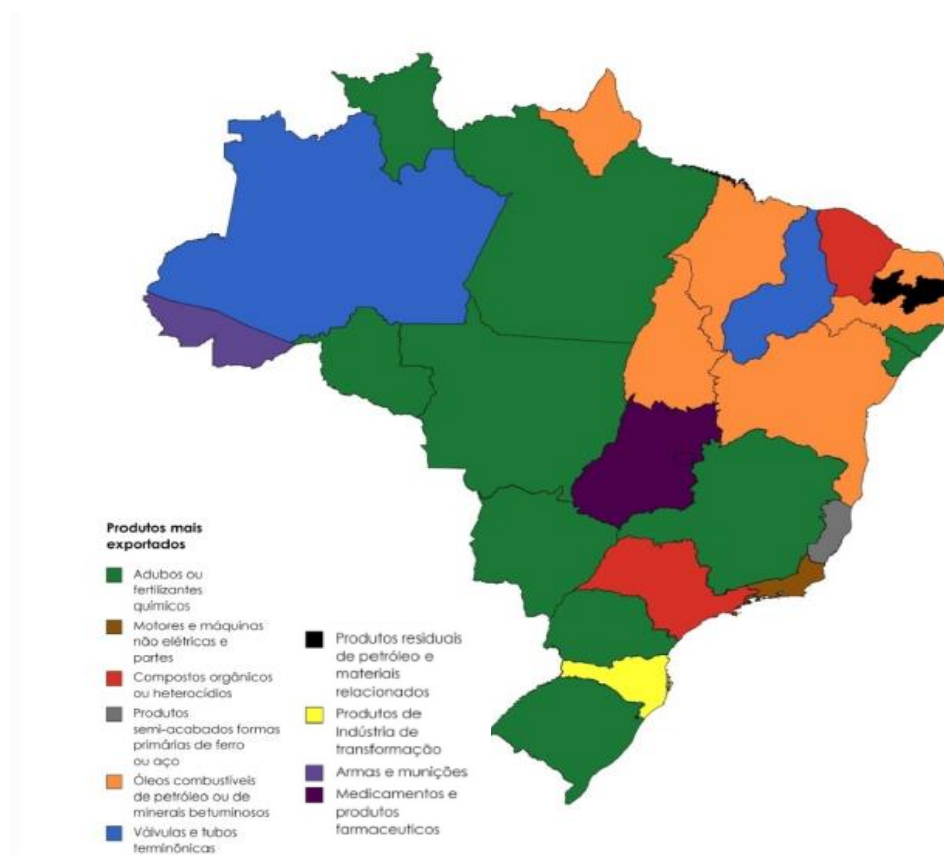 Produtos mais
exportados
Adubos ou
fertilizantes
químicos
Motores e máquinas
não elétricas e
partes
Compostos orgânicos
ou heterocídios
Produtos
semi-acabados formas
primárias de ferro
ou aço
Óleos combustíveis
de petróleo ou de
minerais betuminosos
Válvulas e tubos
terminônicas
Produtos residuais
de petróleo e
materiais
relacionados
Produtos de
Indústria de
transformação
Armas e munições
Medicamentos e
produtos
farmaceuticos